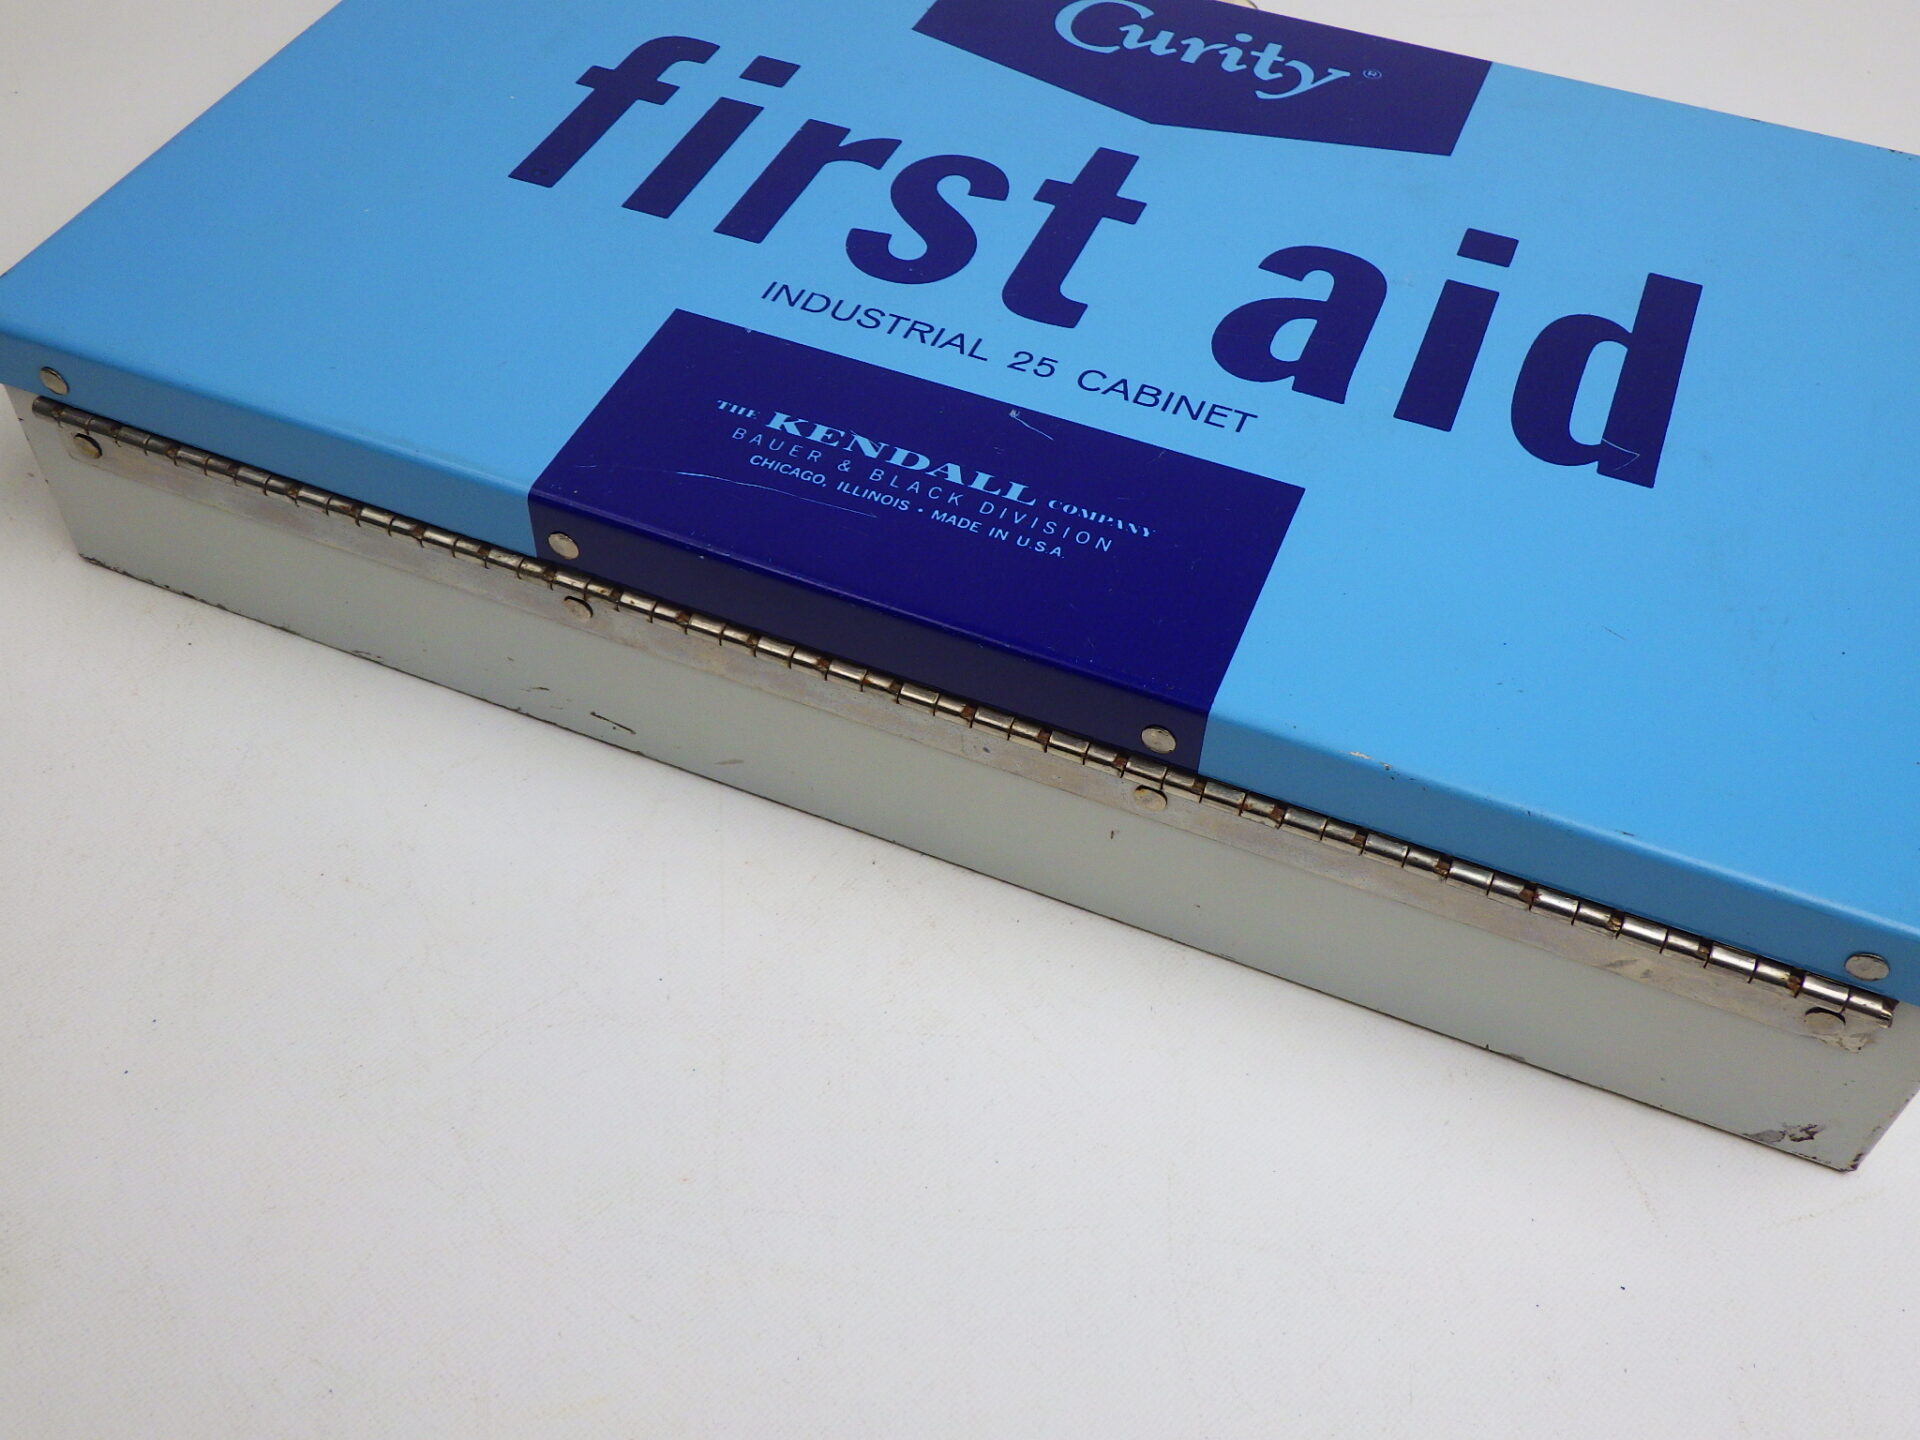 Curity®
first aid
INDUSTRIAL 25 CABINET
THE KENDALL COMPANY
BAUER & BLACK DIVISION
CHICAGO, ILLINOIS • MADE IN U.S.A.